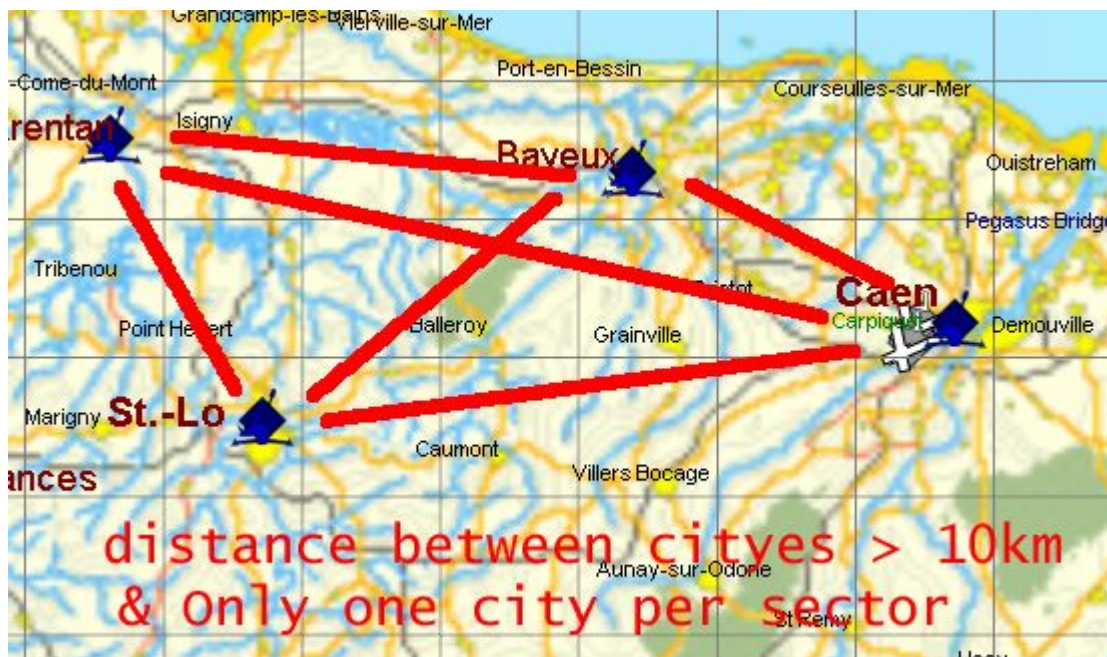 Grandcamp-les-Bains
Vierville-sur-Mer
Port-en-Bessin
-Come-du-Mont
Courseulles-sur-Mer
rentan
Isigny
Bayeux
Ouistreham
Pegasus Bridge
Tribenou
Caen
Carpiquet
Point Hebert
Balleroy
Grainville
Demouville
Marigny
St.-Lo
Caumont
Villers Bocage
ances
distance between cityes > 10km
Aunay-sur-Odone
& Only one city per sector
St Remy